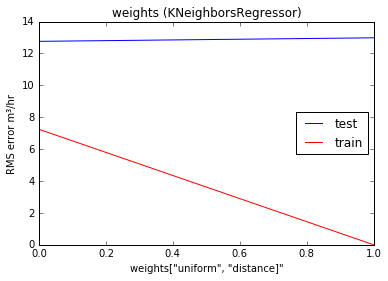 weights (KNeighborsRegressor)
14
12
10
8
6
4
2
0
RMS error m³/hr
test
train
0.0 0.2 0.4 0.6 0.8 1.0
weights["uniform", "distance]"